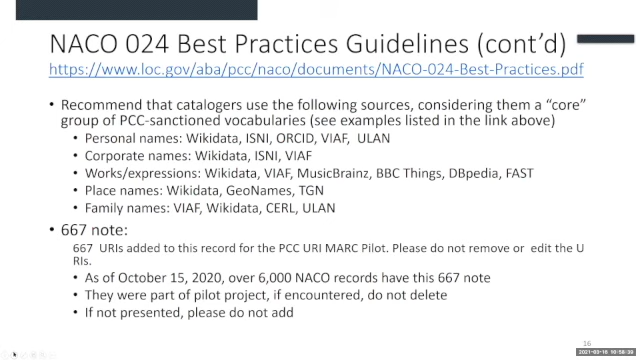 NACO 024 Best Practices Guidelines (cont'd)
https://www.loc.gov/aba/pcc/naco/documents/NACO-024-Best-Practices.pdf
• Recommend that catalogers use the following sources, considering them a "core"
group of PCC-sanctioned vocabularies (see examples listed in the link above)
• Personal names: Wikidata, ISNI, ORCID, VIAF, ULAN
• Corporate names: Wikidata, ISNI, VIAF
• Works/expressions: Wikidata, VIAF, MusicBrainz, BBC Things, DBpedia, FAST
• Place names: Wikidata, GeoNames, TGN
• Family names: VIAF, Wikidata, CERL, ULAN
• 667 note:
667 URIs added to this record for the PCC URI MARC Pilot. Please do not remove or edit the U
RIs.
• As of October 15, 2020, over 6,000 NACO records have this 667 note
• They were part of pilot project, if encountered, do not delete
• If not presented, please do not add
16
2021-03-16 10:58:39